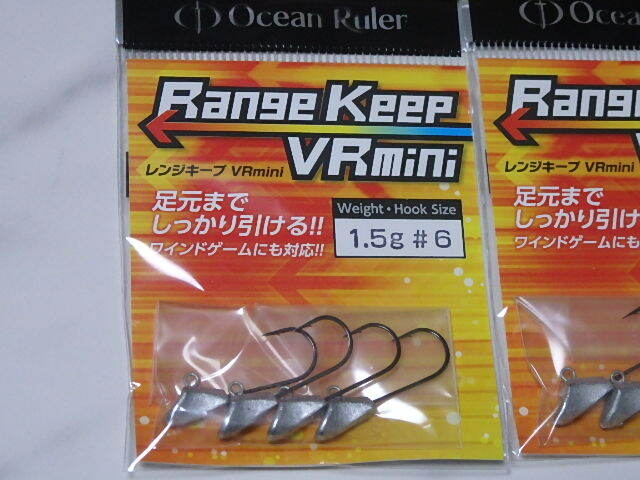 Ocean Ruler
Range Keep
VRmini
レンジキープ VRmini
足元まで
しっかり引ける!!
ワインドゲームにも対応!!
Weight・Hook Size
1.5g #6
Ocea
Rang
VR
レンジキープ VRmini
足元まで
しっかり引け
ワインドゲームにも